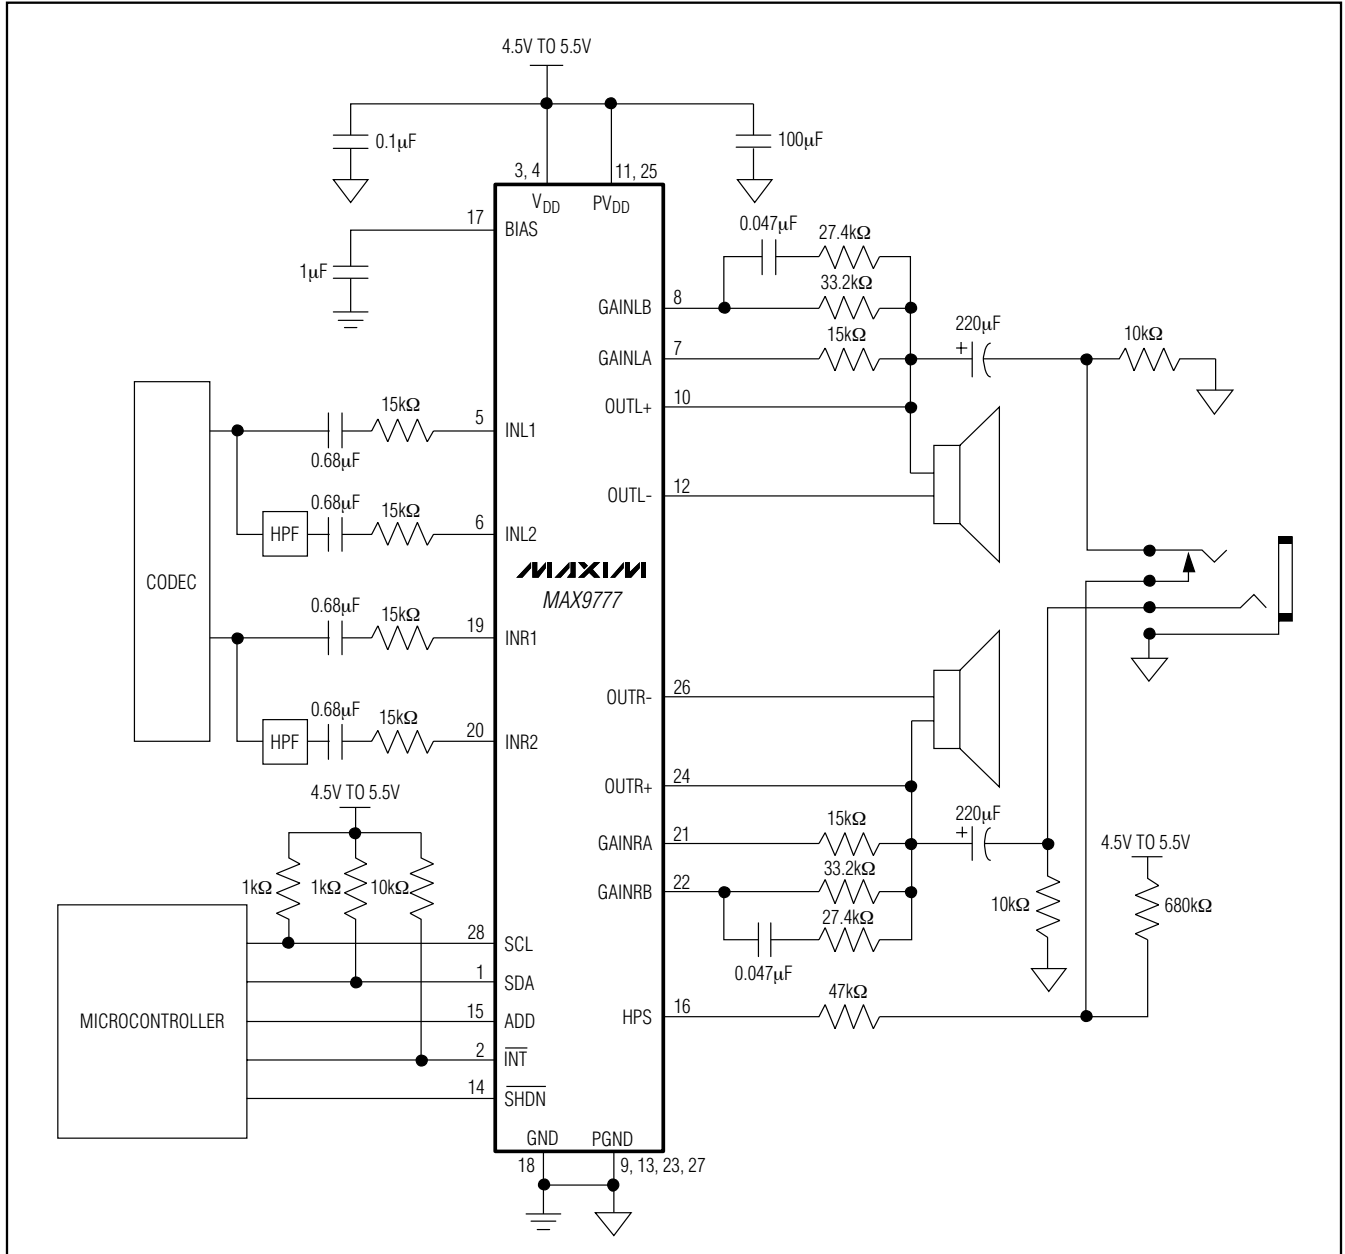 4.5V TO 5.5V
0.1µF
100µF
3, 4
11, 25
VDD
PVDD
17
BIAS
1µF
0.047µF
27.4kΩ
33.2kΩ
GAINLB
8
15kΩ
GAINLA
7
220µF
+
10kΩ
OUTL+
10
OUTL-
12
CODEC
15kΩ
0.68µF
5
INL1
HPF
0.68µF
15kΩ
6
INL2
MAXIM
MAX9777
0.68µF
15kΩ
19
INR1
HPF
0.68µF
15kΩ
20
INR2
OUTR-
26
OUTR+
24
15kΩ
GAINRA
21
220µF
+
33.2kΩ
GAINRB
22
27.4kΩ
0.047µF
10kΩ
4.5V TO 5.5V
680kΩ
47kΩ
HPS
16
4.5V TO 5.5V
1kΩ
1kΩ
10kΩ
MICROCONTROLLER
28
SCL
1
SDA
15
ADD
2
INT
14
SHDN
GND
PGND
18
9, 13, 23, 27